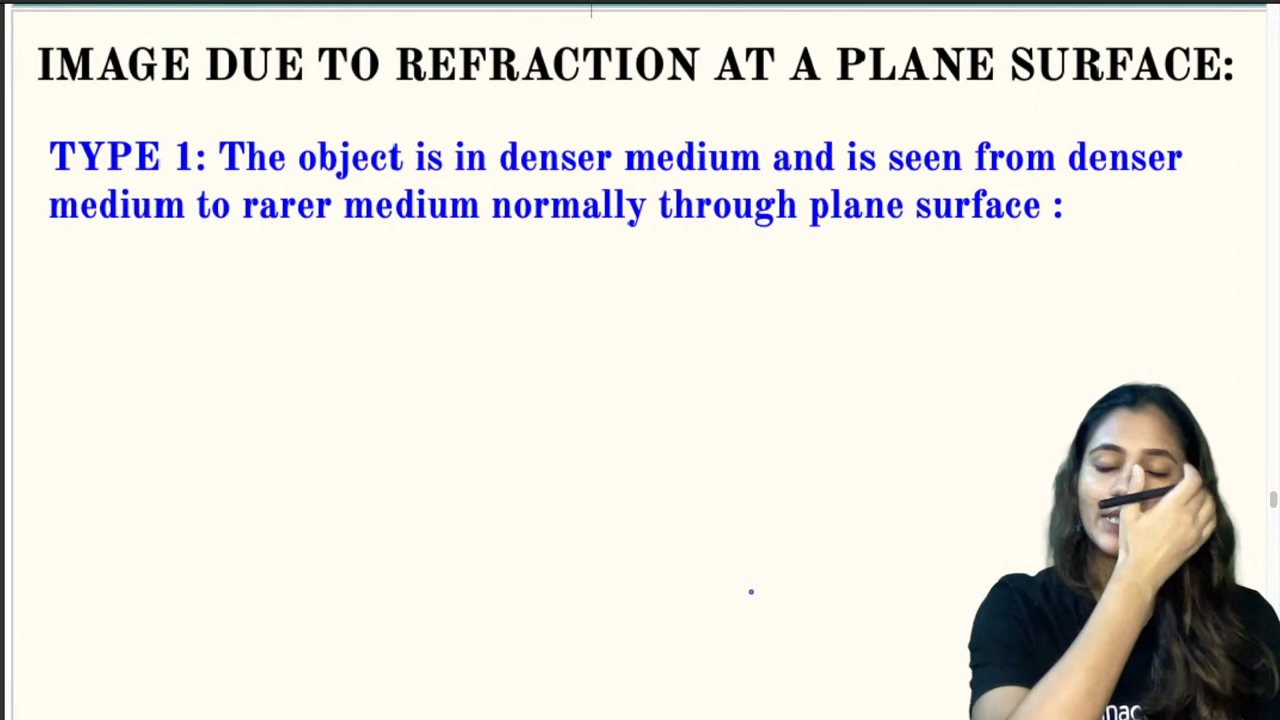 IMAGE DUE TO REFRACTION AT A PLANE SURFACE:
TYPE 1: The object is in denser medium and is seen from denser
medium to rarer medium normally through plane surface :